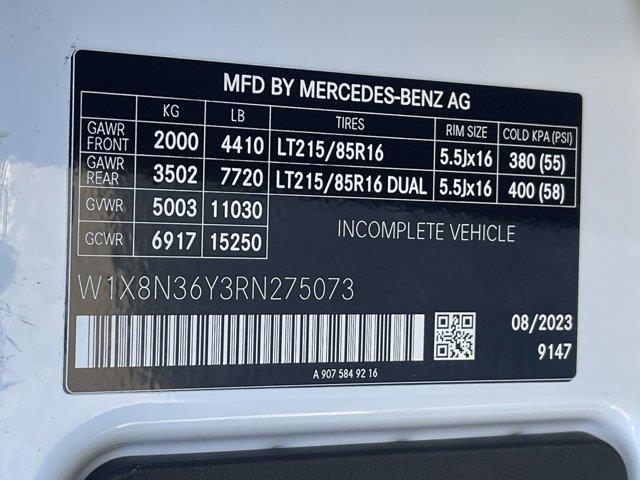 MFD BY MERCEDES-BENZ AG
KG LB TIRES RIM SIZE COLD KPA (PSI)
GAWR FRONT 2000 4410 LT215/85R16 5.5Jx16 380 (55)
GAWR REAR 3502 7720 LT215/85R16 DUAL 5.5Jx16 400 (58)
GVWR 5003 11030
GCWR 6917 15250
INCOMPLETE VEHICLE
W1X8N36Y3RN275073
08/2023
9147
A 907 584 92 16